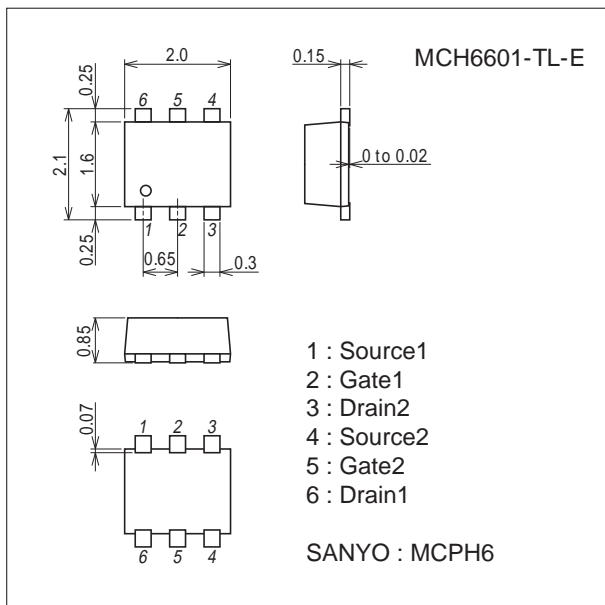 MCH6601-TL-E
2.0
0.15
0.25
6 5 4
2.1
1.6
0 to 0.02
0.25
1 2 3
0.65
0.3
0.85
1 : Source1
2 : Gate1
3 : Drain2
4 : Source2
5 : Gate2
6 : Drain1
0.07
1 2 3
6 5 4
SANYO : MCPH6